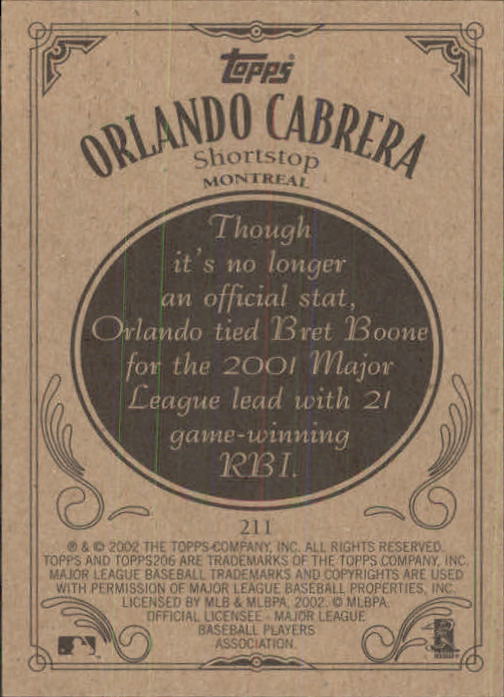 Topps
ORLANDO CABRERA
Shortstop
MONTREAL
Though
it's no longer
an official stat,
Orlando tied Bret Boone
for the 2001 Major
League lead with 21
game-winning
RBI.
211
® & © 2002 THE TOPPS COMPANY, INC. ALL RIGHTS RESERVED.
TOPPS AND TOPPS206 ARE TRADEMARKS OF THE TOPPS COMPANY, INC.
MAJOR LEAGUE BASEBALL TRADEMARKS AND COPYRIGHTS ARE USED
WITH PERMISSION OF MAJOR LEAGUE BASEBALL PROPERTIES, INC.
LICENSED BY MLB & MLBPA, 2002. © MLBPA.
OFFICIAL LICENSEE - MAJOR LEAGUE
BASEBALL PLAYERS
ASSOCIATION.